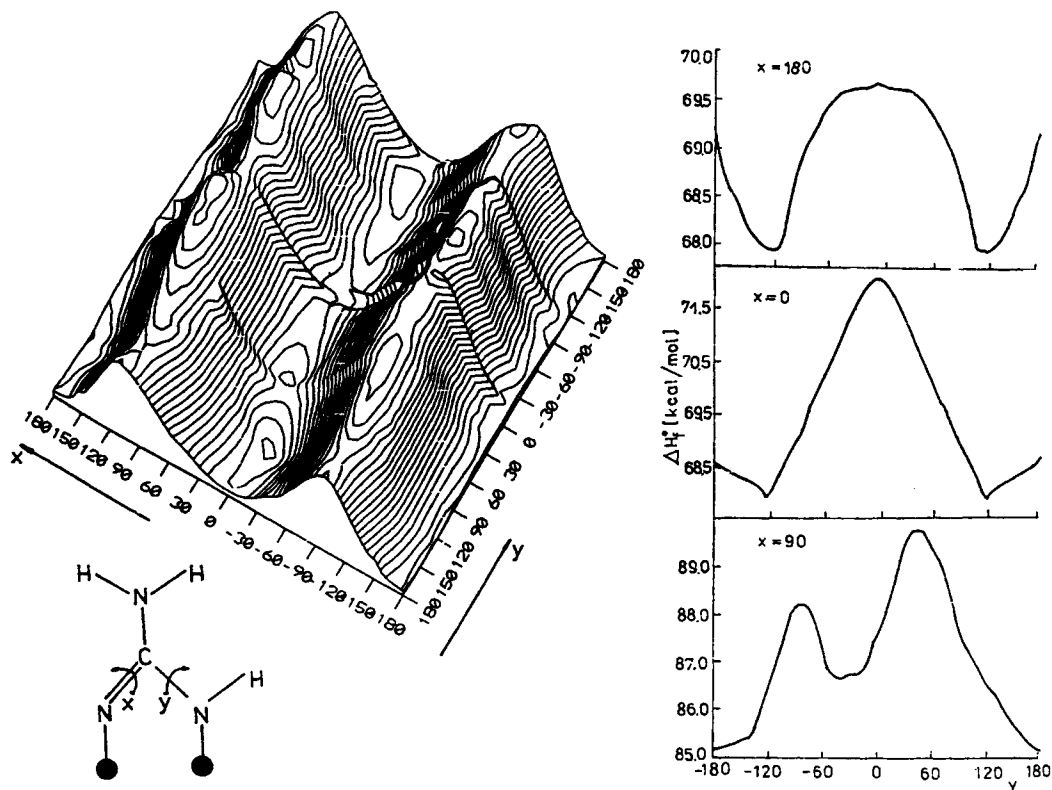 180 150 120 90 60 30 0 -30 -60 -90 -120 150 180
x
180 150 120 90 60 30 0 -30 -60 -90 -120 150 180
y
H
H
N
C
H
x
y
N
N
70.0
x = 180
69.5
69.0
68.5
68.0
x = 0
71.5
70.5
69.5
68.5
ΔH°f [kcal/mol]
x = 90
89.0
88.0
87.0
86.0
85.0
-180 -120 -60 0 60 120 180
y